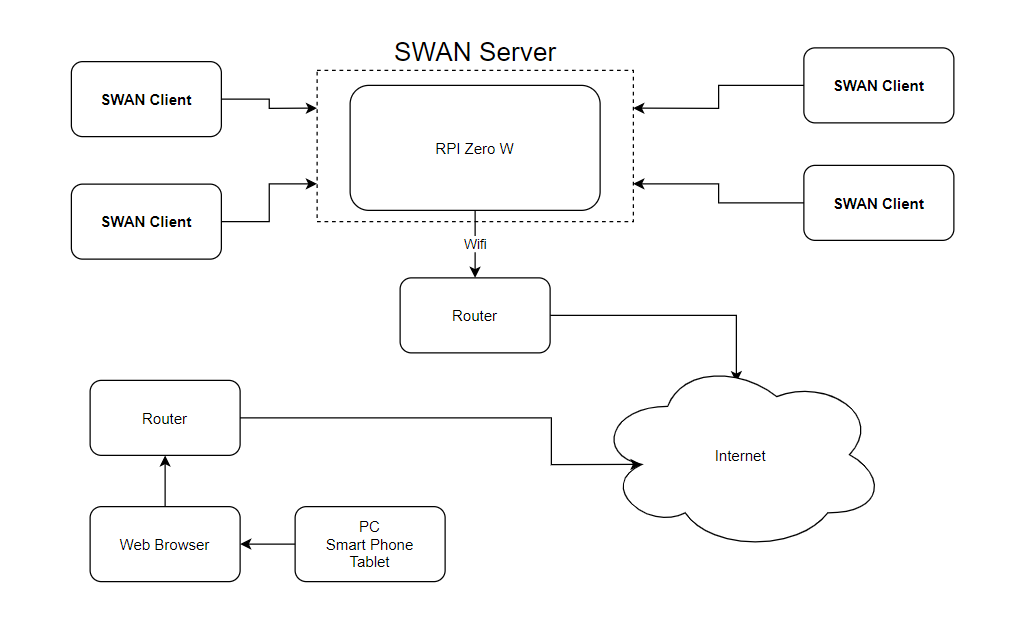 SWAN Server
SWAN Client
SWAN Client
RPI Zero W
SWAN Client
SWAN Client
Wifi
Router
Router
Internet
Web Browser
PC
Smart Phone
Tablet